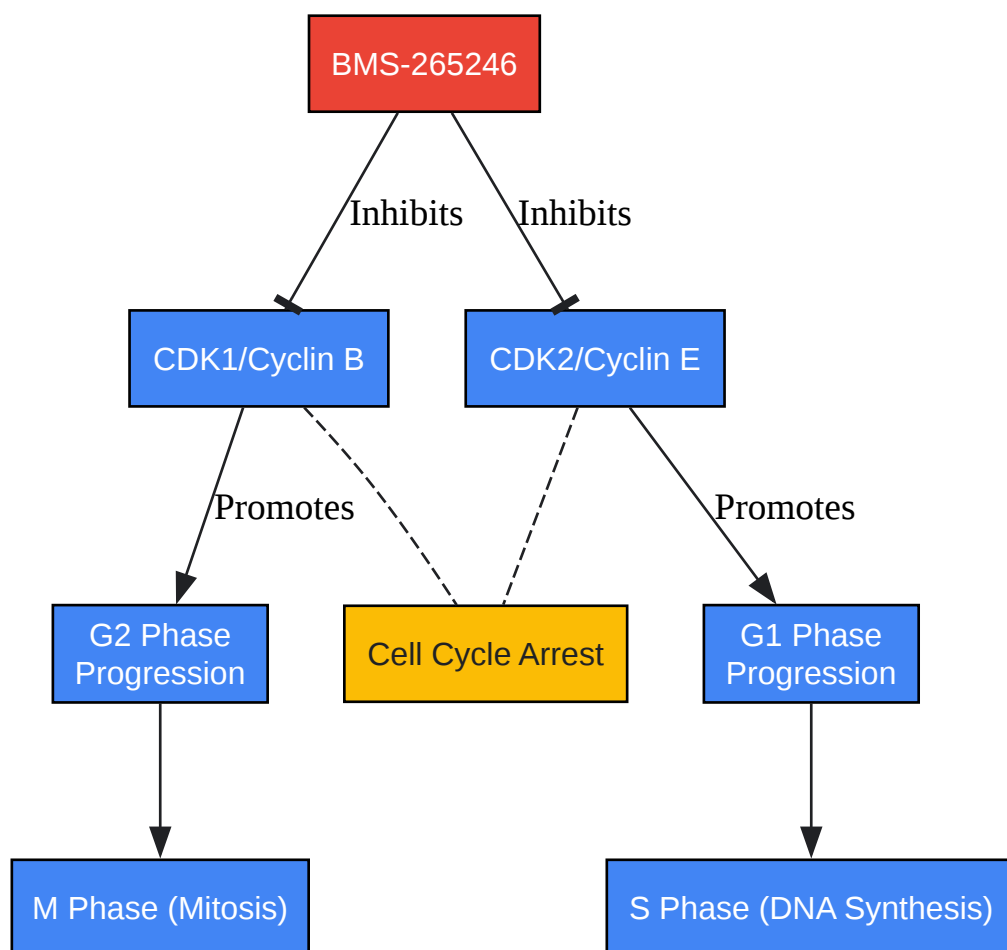 BMS-265246
Inhibits
Inhibits
CDK1/Cyclin B
CDK2/Cyclin E
Promotes
Promotes
G2 Phase
Progression
Cell Cycle Arrest
G1 Phase
Progression
M Phase (Mitosis)
S Phase (DNA Synthesis)